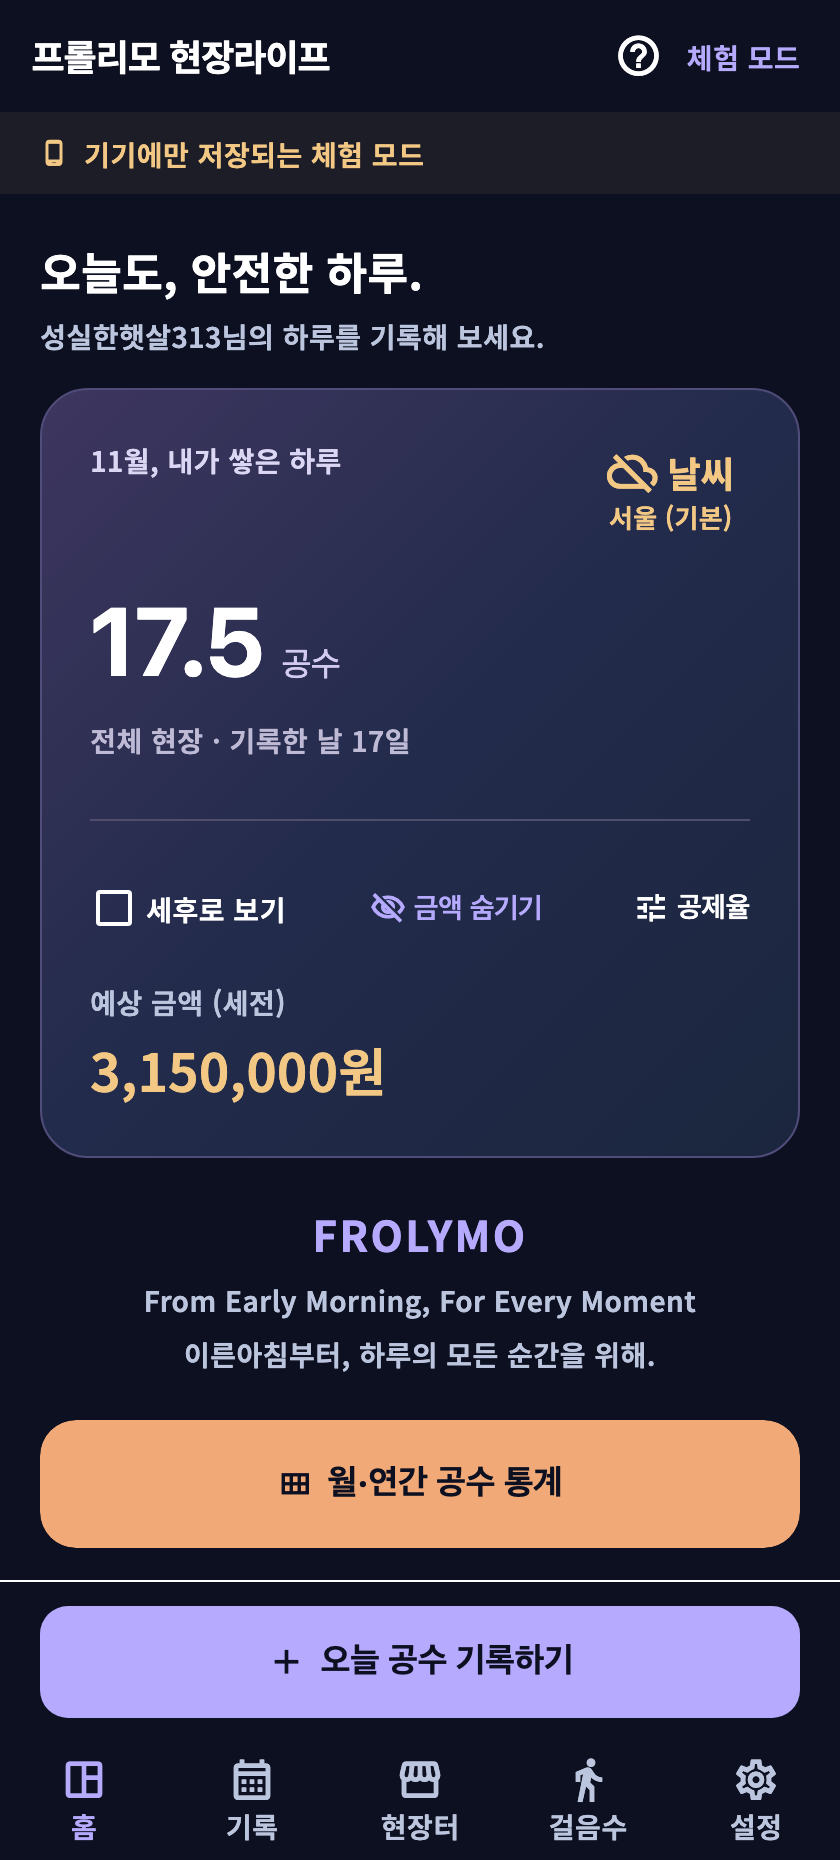 프롤리모 현장라이프
체험 모드
기기에만 저장되는 체험 모드
오늘도, 안전한 하루.
성실한햇살313님의 하루를 기록해 보세요.
11월, 내가 쌓은 하루
날씨
서울 (기본)
17.5 공수
전체 현장 · 기록한 날 17일
세후로 보기
금액 숨기기
공제율
예상 금액 (세전)
3,150,000원
FROLYMO
From Early Morning, For Every Moment
이른아침부터, 하루의 모든 순간을 위해.
월·연간 공수 통계
+ 오늘 공수 기록하기
홈
기록
현장터
걸음수
설정